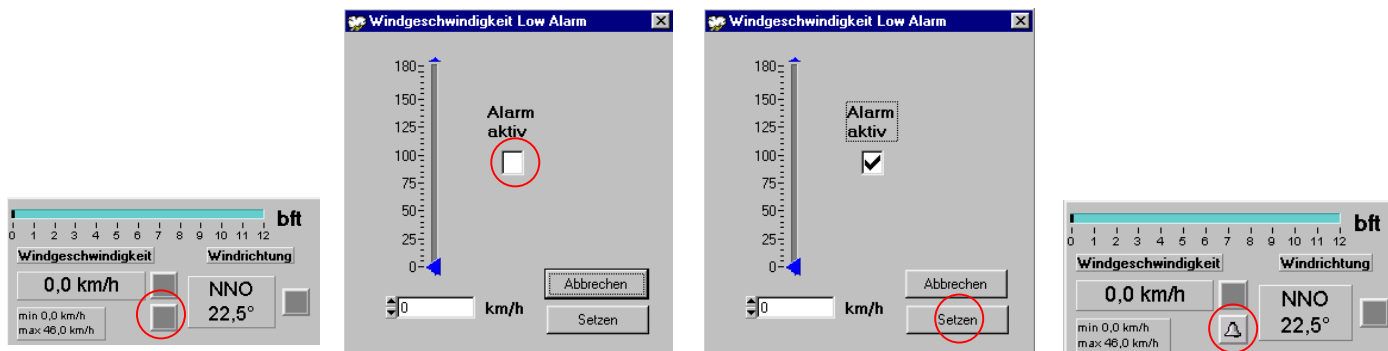 bft
0 1 2 3 4 5 6 7 8 9 10 11 12
Windgeschwindigkeit Windrichtung
0,0 km/h
NNO
22,5°
min 0,0 km/h
max 46,0 km/h
Windgeschwindigkeit Low Alarm
180
150
125
100
75
50
25
0
Alarm
aktiv
0 km/h
Abbrechen
Setzen
Windgeschwindigkeit Low Alarm
180
150
125
100
75
50
25
0
Alarm
aktiv
0 km/h
Abbrechen
Setzen
bft
0 1 2 3 4 5 6 7 8 9 10 11 12
Windgeschwindigkeit Windrichtung
0,0 km/h
NNO
22,5°
min 0,0 km/h
max 46,0 km/h